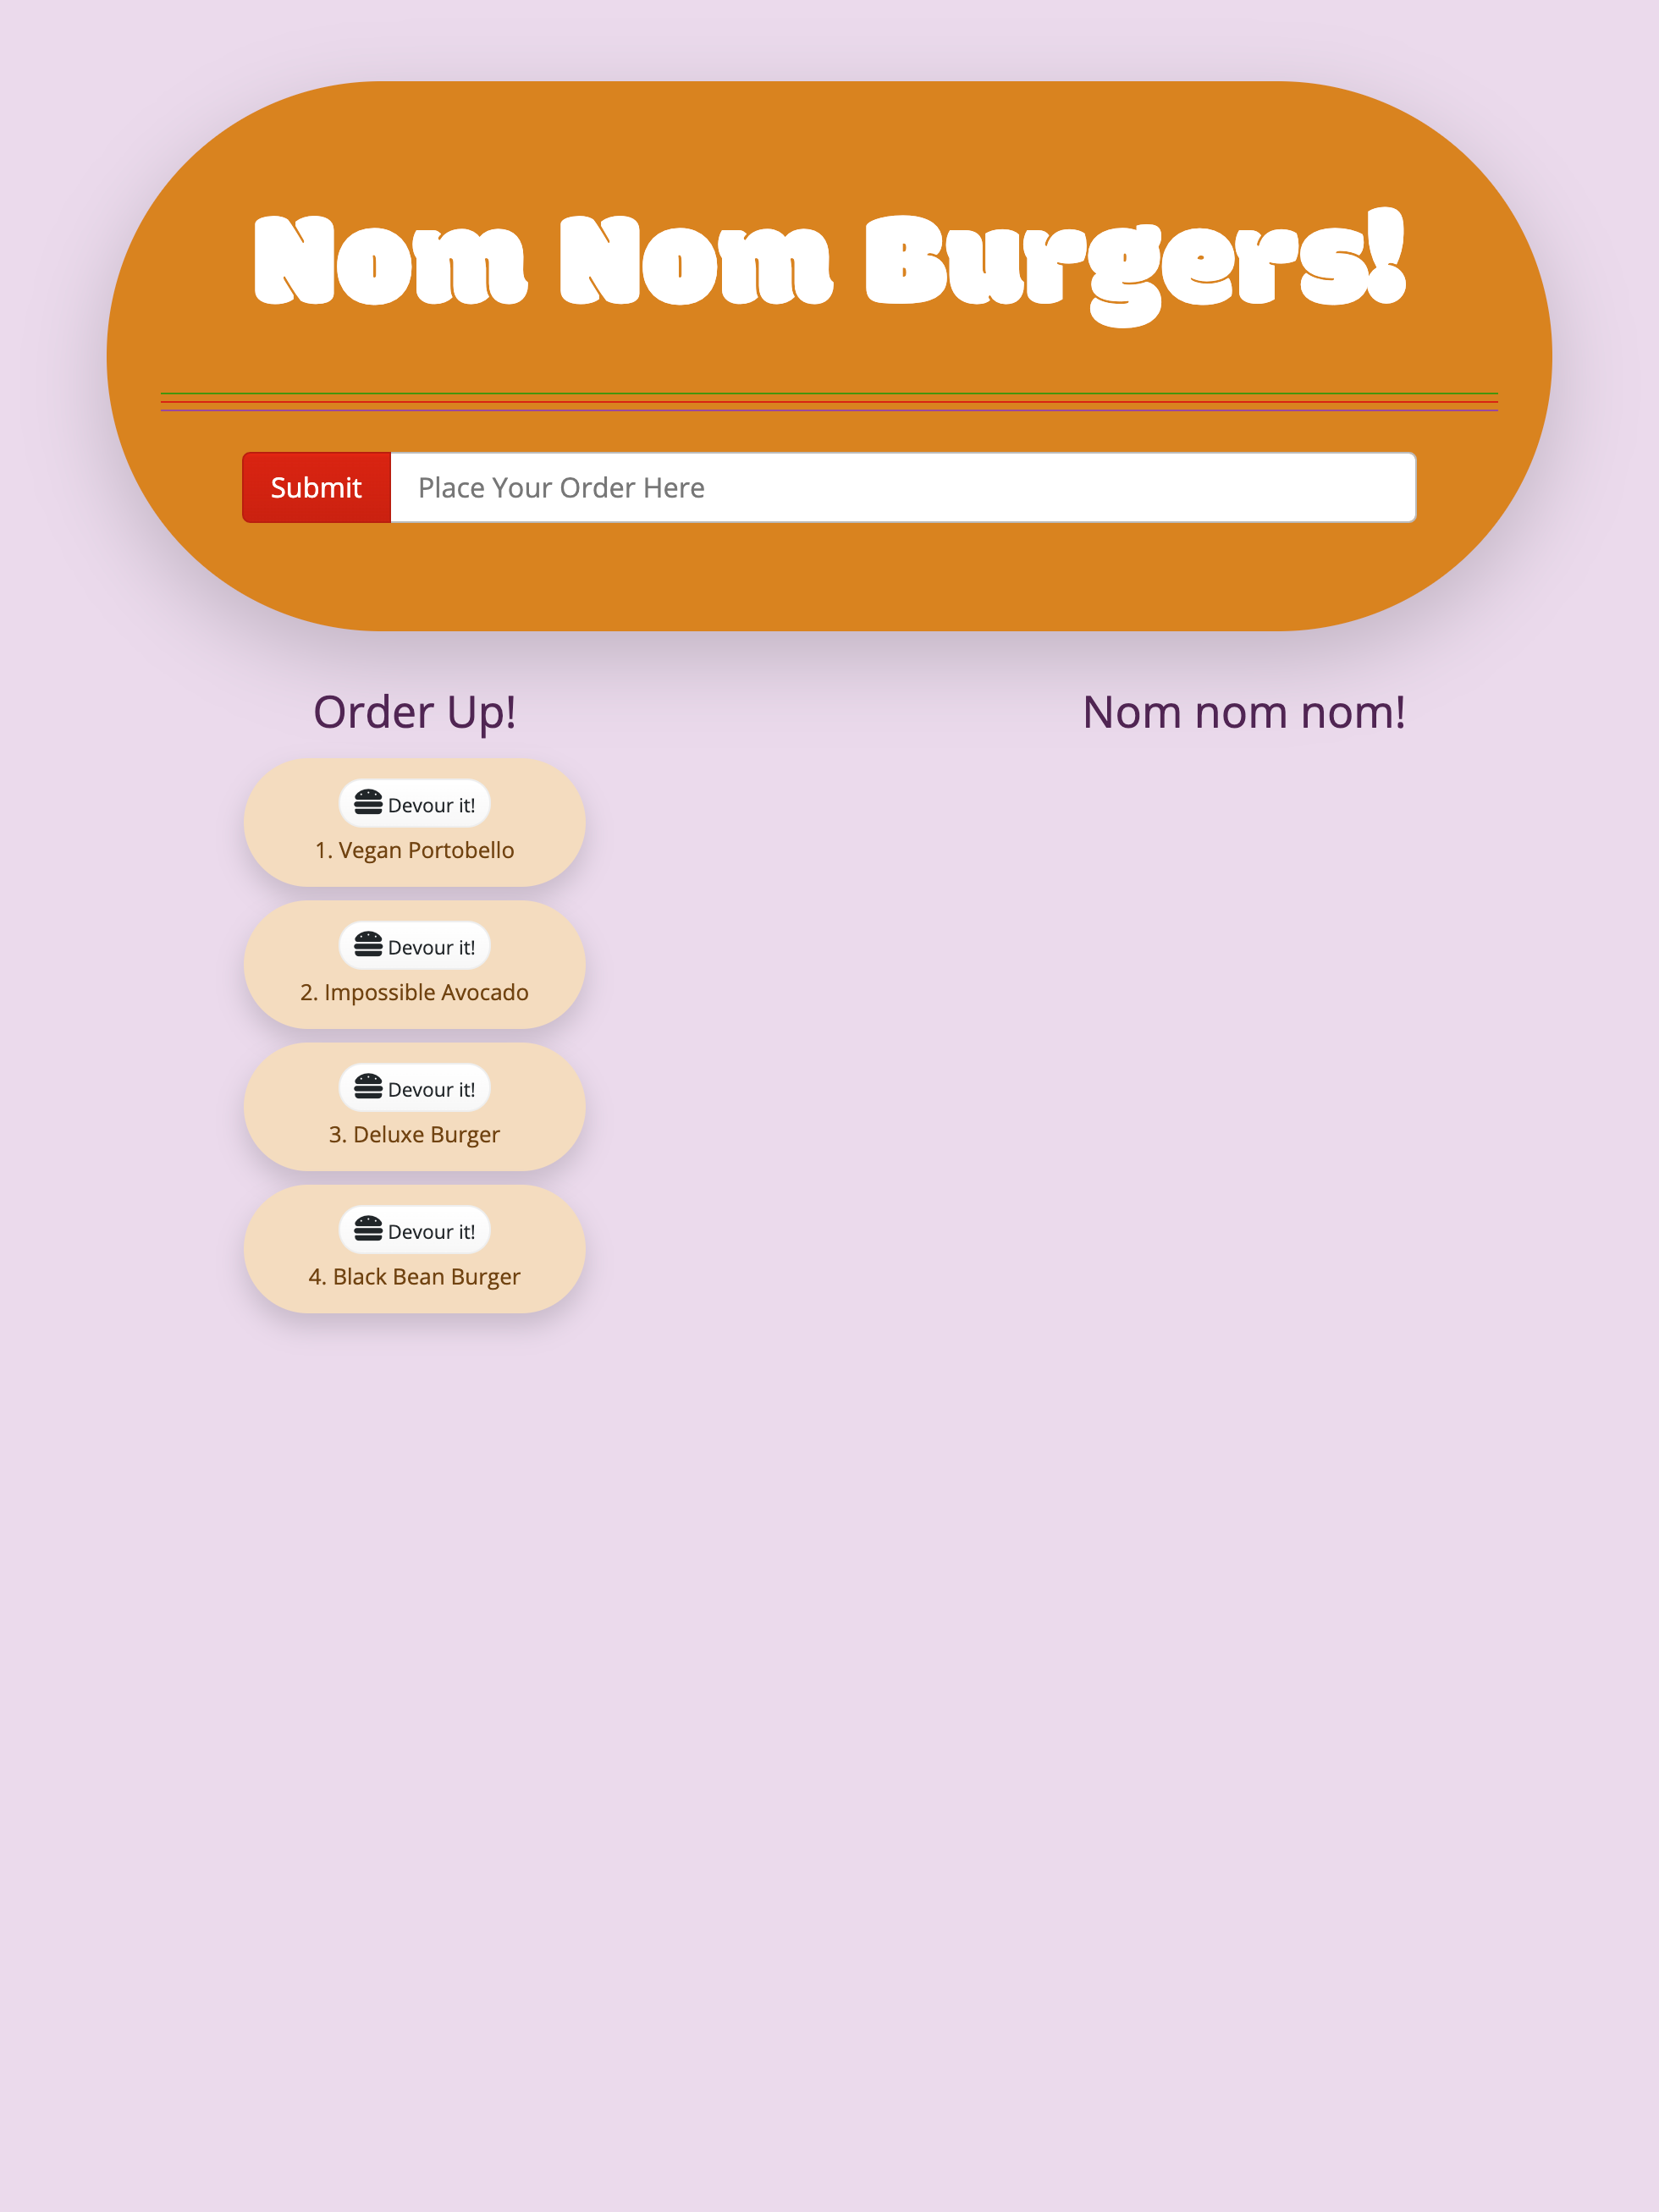 Nom Nom Burgers!
Submit
Place Your Order Here
Order Up!
Devour it!
1. Vegan Portobello
Devour it!
2. Impossible Avocado
Devour it!
3. Deluxe Burger
Devour it!
4. Black Bean Burger
Nom nom nom!